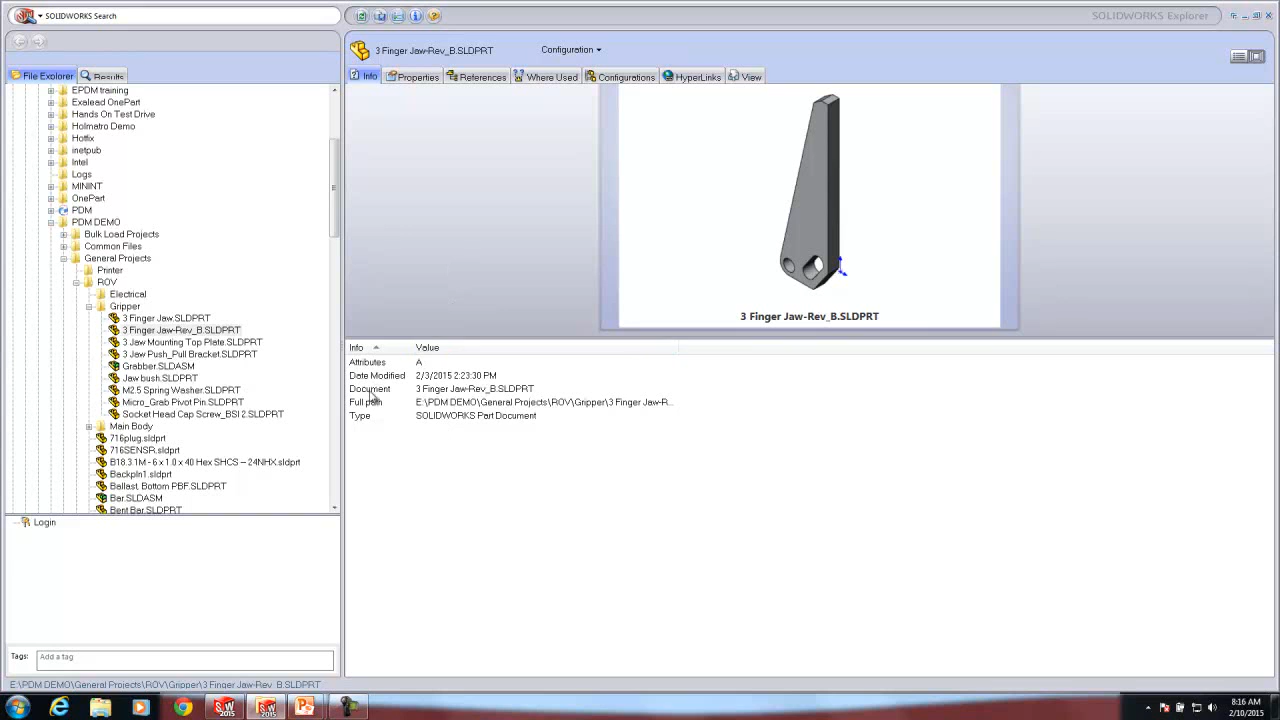 SOLIDWORKS Search
SOLIDWORKS Explorer
3 Finger Jaw-Rev_B.SLDPRT
Configuration
File Explorer
Results
Info
Properties
References
Where Used
Configurations
HyperLinks
View
EPDM training
Exalead OnePart
Hands On Test Drive
Holmatro Demo
Hotfix
inetpub
Intel
Logs
MININT
OnePart
PDM
PDM DEMO
Bulk Load Projects
Common Files
General Projects
Printer
ROV
Electrical
Gripper
3 Finger Jaw.SLDPRT
3 Finger Jaw-Rev_B.SLDPRT
3 Jaw Mounting Top Plate.SLDPRT
3 Jaw Push_Pull Bracket.SLDPRT
Grabber.SLDASM
Jaw bush.SLDPRT
M2.5 Spring Washer.SLDPRT
Micro_Grab Pivot Pin.SLDPRT
Socket Head Cap Screw_BSI 2.SLDPRT
Main Body
716plug.sldprt
716SENSR.sldprt
B18.3.1M - 6 x 1.0 x 40 Hex SHCS -- 24NHX.sldprt
BackpIn1.sldprt
Ballast, Bottom PBF.SLDPRT
Bar.SLDASM
Bent Bar.SLDPRT
3 Finger Jaw-Rev_B.SLDPRT
Info Value
Attributes A
Date Modified 2/3/2015 2:23:30 PM
Document 3 Finger Jaw-Rev_B.SLDPRT
Full path E:\PDM DEMO\General Projects\ROV\Gripper\3 Finger Jaw-R...
Type SOLIDWORKS Part Document
Login
Tags: Add a tag
E:\PDM DEMO\General Projects\ROV\Gripper\3 Finger Jaw-Rev_B.SLDPRT
SW 2015
SW 2015
8:16 AM
2/10/2015